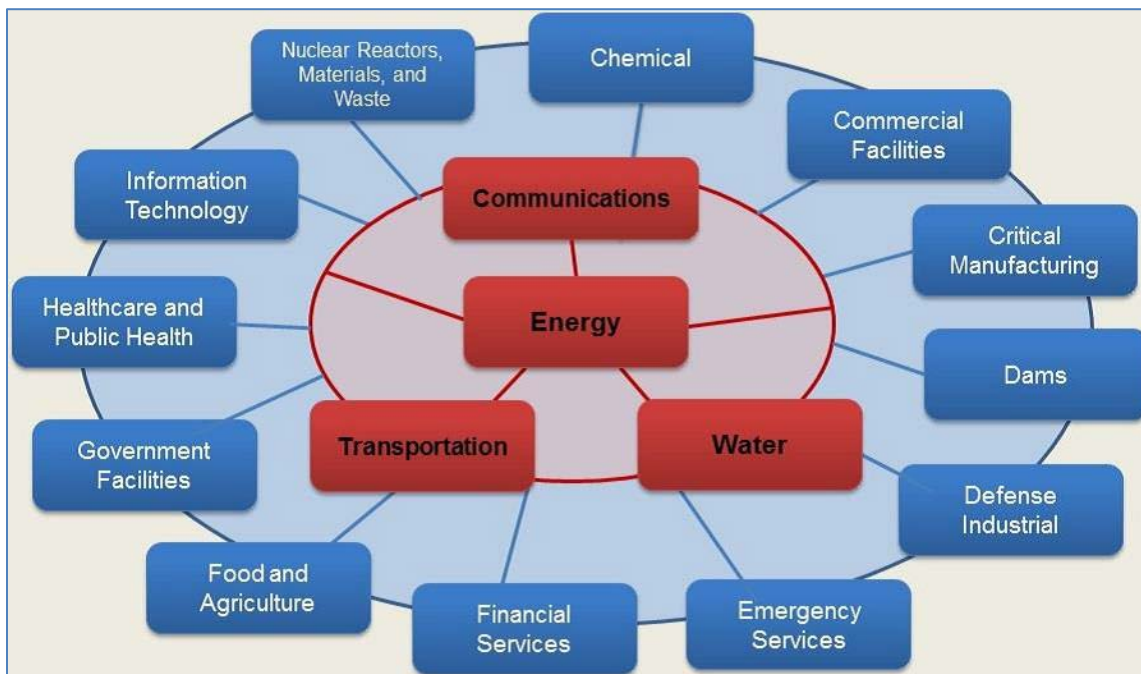 Nuclear Reactors,
Materials, and
Waste
Chemical
Commercial
Facilities
Information
Technology
Communications
Critical
Manufacturing
Healthcare and
Public Health
Energy
Dams
Government
Facilities
Transportation
Water
Defense
Industrial
Food and
Agriculture
Financial
Services
Emergency
Services